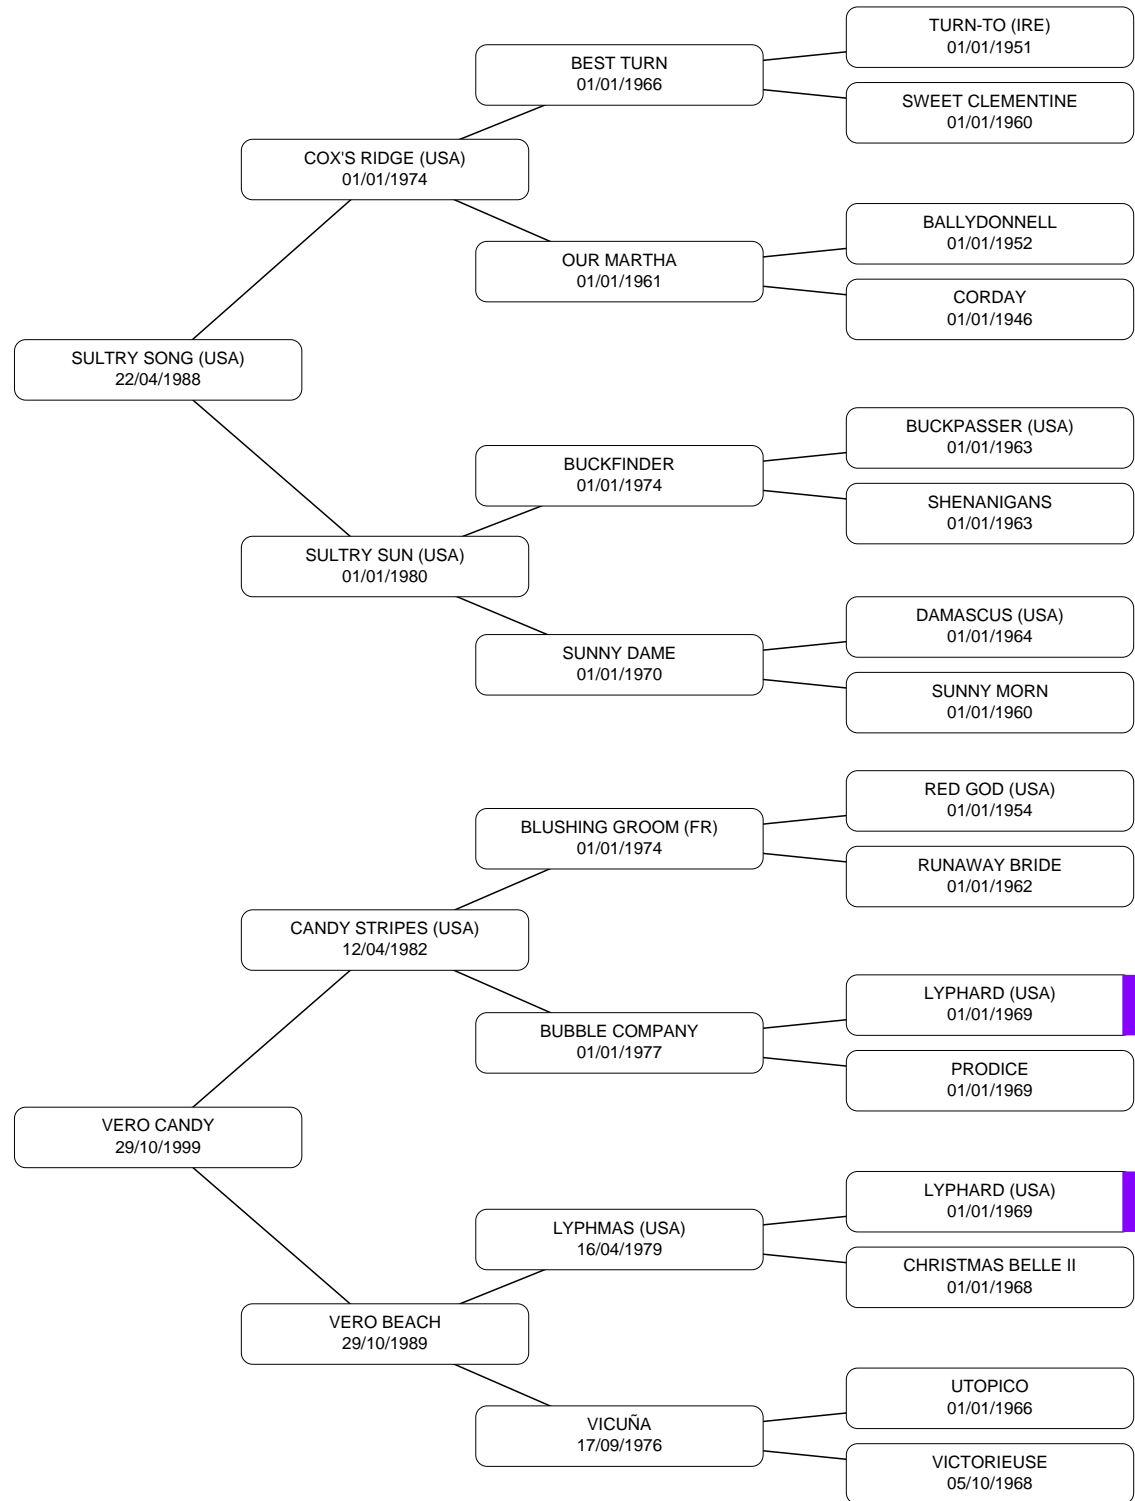 TURN-TO (IRE)
01/01/1951
BEST TURN
01/01/1966
SWEET CLEMENTINE
01/01/1960
COX'S RIDGE (USA)
01/01/1974
BALLYDONNELL
01/01/1952
OUR MARTHA
01/01/1961
CORDAY
01/01/1946
SULTRY SONG (USA)
22/04/1988
BUCKPASSER (USA)
01/01/1963
BUCKFINDER
01/01/1974
SHENANIGANS
01/01/1963
SULTRY SUN (USA)
01/01/1980
DAMASCUS (USA)
01/01/1964
SUNNY DAME
01/01/1970
SUNNY MORN
01/01/1960
RED GOD (USA)
01/01/1954
BLUSHING GROOM (FR)
01/01/1974
RUNAWAY BRIDE
01/01/1962
CANDY STRIPES (USA)
12/04/1982
LYPHARD (USA)
01/01/1969
BUBBLE COMPANY
01/01/1977
PRODICE
01/01/1969
VERO CANDY
29/10/1999
LYPHARD (USA)
01/01/1969
LYPHMAS (USA)
16/04/1979
CHRISTMAS BELLE II
01/01/1968
VERO BEACH
29/10/1989
UTOPICO
01/01/1966
VICUÑA
17/09/1976
VICTORIEUSE
05/10/1968